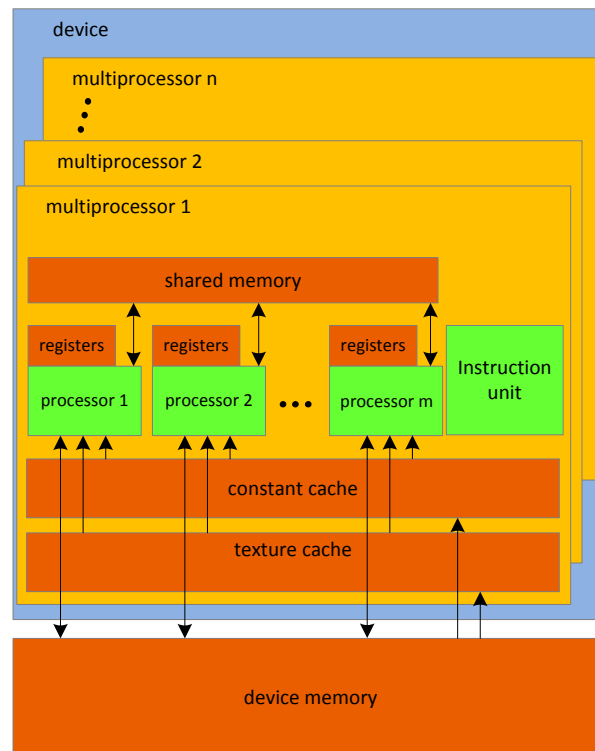 device
multiprocessor n
multiprocessor 2
multiprocessor 1
shared memory
registers
registers
registers
processor 1
processor 2
processor m
Instruction
unit
constant cache
texture cache
device memory